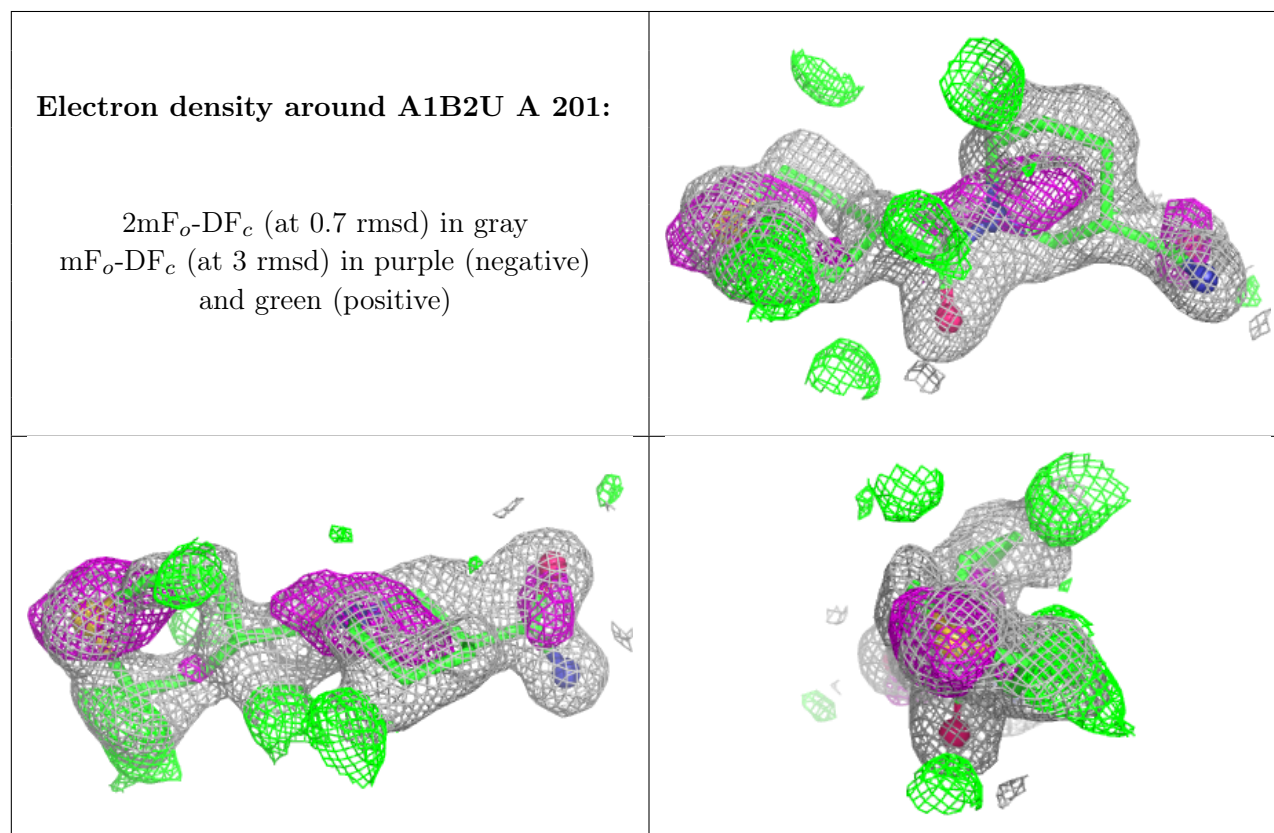 Electron density around A1B2U A 201:
2mFo-DFc (at 0.7 rmsd) in gray
mFo-DFc (at 3 rmsd) in purple (negative)
and green (positive)